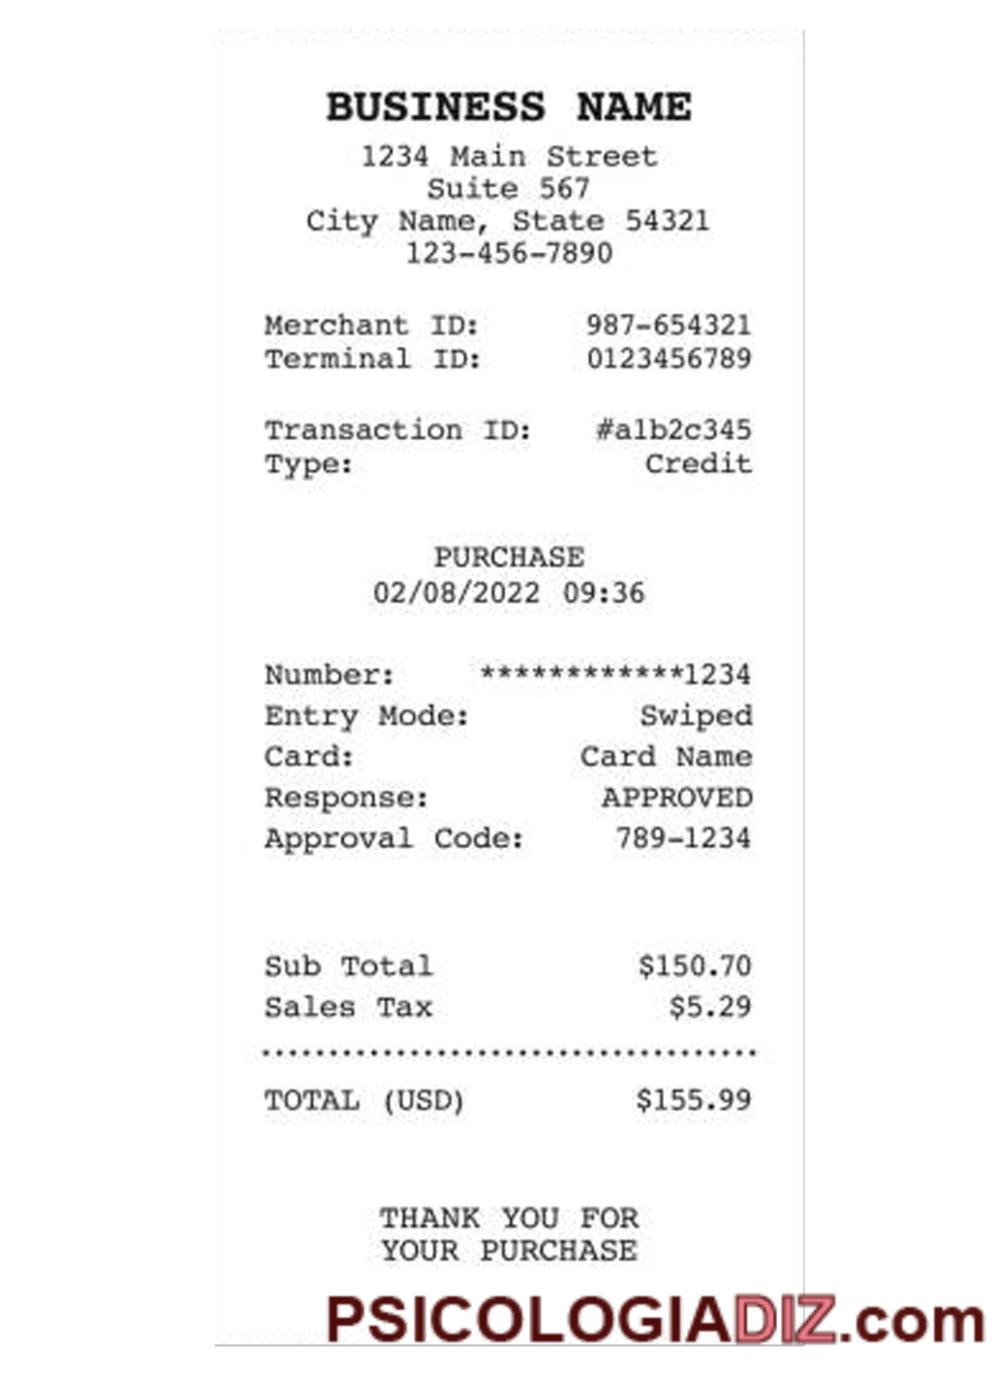 BUSINESS NAME
1234 Main Street
Suite 567
City Name, State 54321
123-456-7890
Merchant ID: 987-654321
Terminal ID: 0123456789
Transaction ID: #a1b2c345
Type: Credit
PURCHASE
02/08/2022 09:36
Number: ************1234
Entry Mode: Swiped
Card: Card Name
Response: APPROVED
Approval Code: 789-1234
Sub Total $150.70
Sales Tax $5.29
TOTAL (USD) $155.99
THANK YOU FOR
YOUR PURCHASE
PSICOLOGIADIZ.com